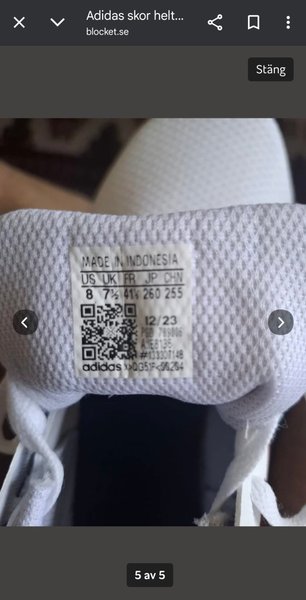 Adidas skor helt...
blocket.se
Stäng
MADE IN INDONESIA
US UK FR JP CHN
8 7½ 41⅓ 260 255
12/23
adidas
5 av 5